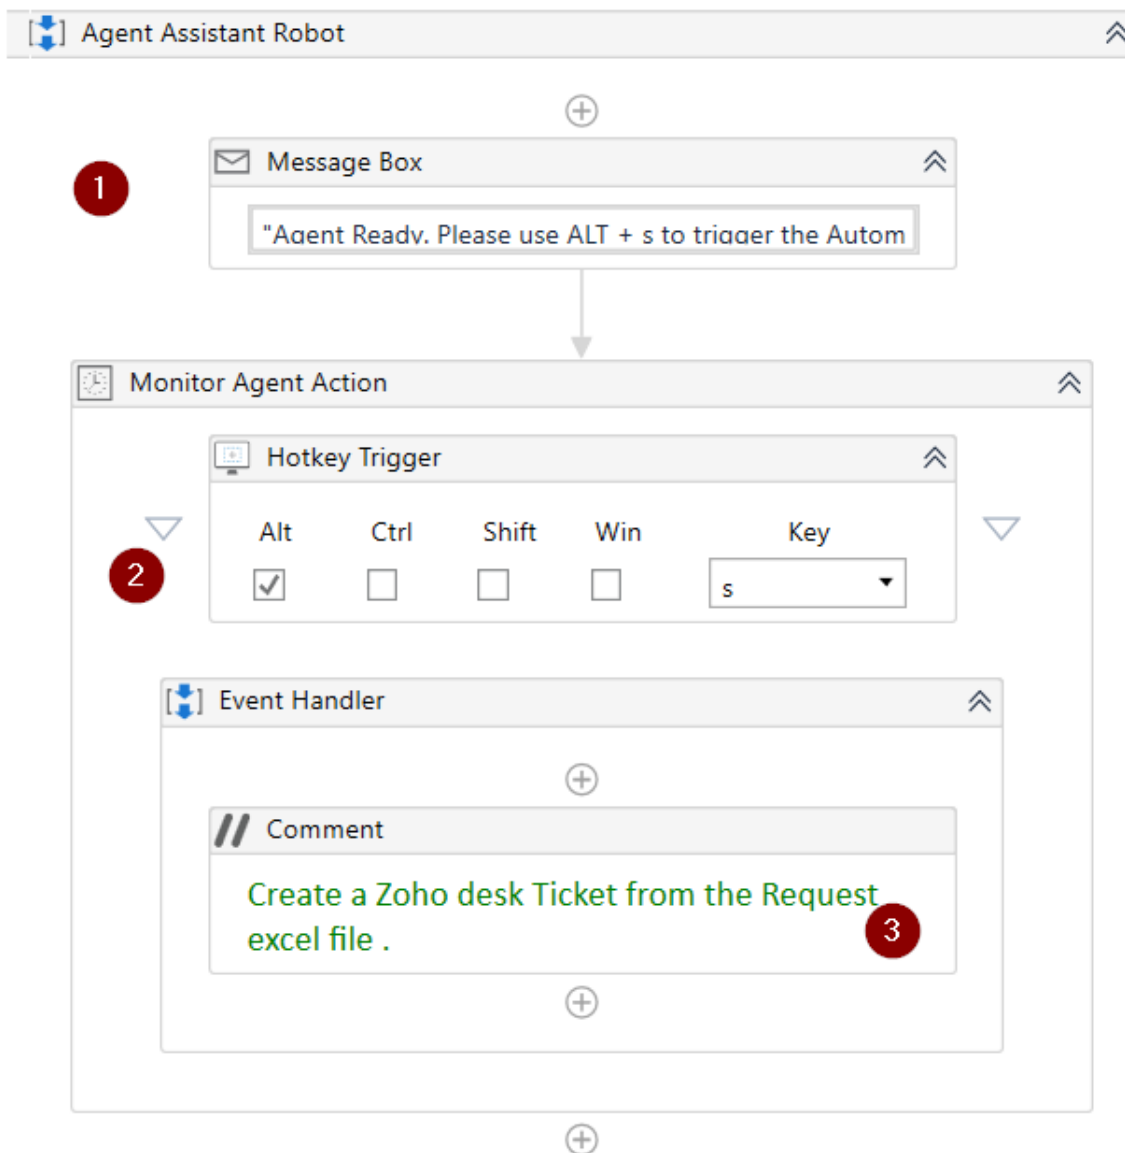 Agent Assistant Robot
1
Message Box
"Agent Ready. Please use ALT + s to trigger the Autom
Monitor Agent Action
Hotkey Trigger
Alt Ctrl Shift Win Key
2
s
Event Handler
Comment
Create a Zoho desk Ticket from the Request
excel file .
3